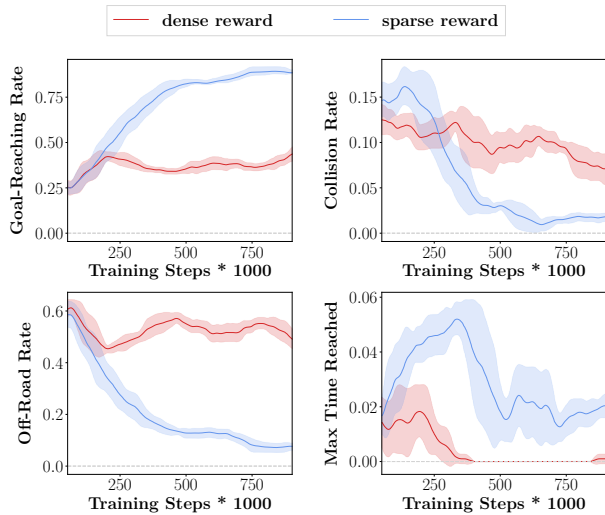 dense reward
sparse reward
Goal-Reaching Rate
0.75
0.50
0.25
0.00
250
500
750
Training Steps * 1000
Collision Rate
0.15
0.10
0.05
0.00
250
500
750
Training Steps * 1000
Off-Road Rate
0.6
0.4
0.2
0.0
250
500
750
Training Steps * 1000
Max Time Reached
0.06
0.04
0.02
0.00
250
500
750
Training Steps * 1000